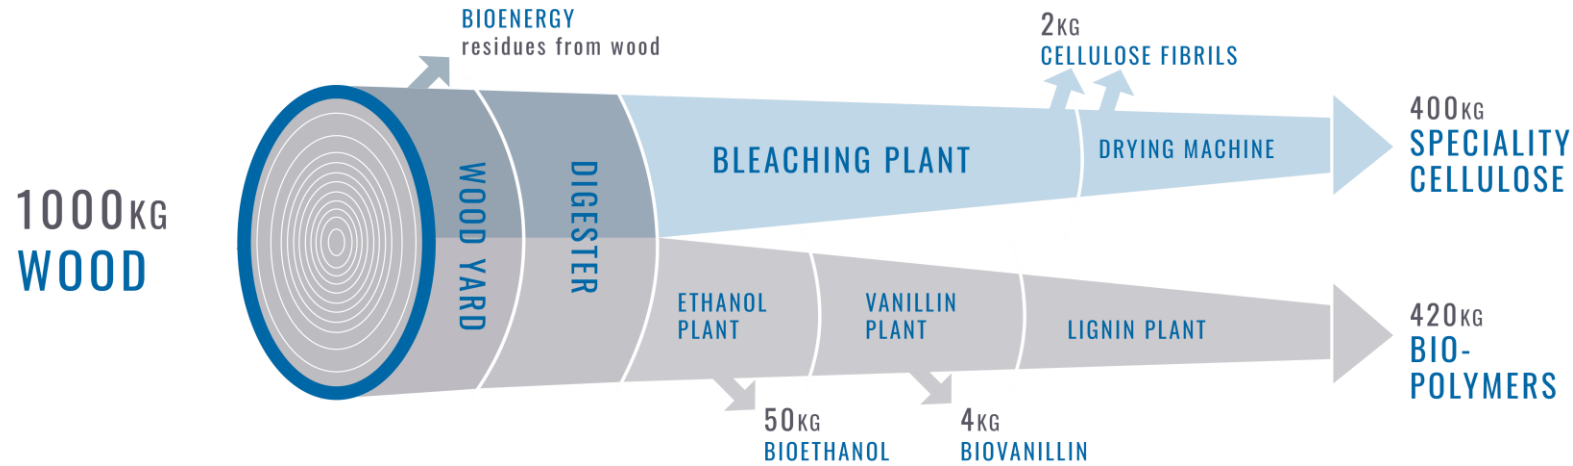 1000KG
WOOD
BIOENERGY
residues from wood
WOOD YARD
DIGESTER
BLEACHING PLANT
2KG
CELLULOSE FIBRILS
DRYING MACHINE
400KG
SPECIALITY
CELLULOSE
ETHANOL
PLANT
50KG
BIOETHANOL
VANILLIN
PLANT
4KG
BIOVANILLIN
LIGNIN PLANT
420KG
BIO-
POLYMERS